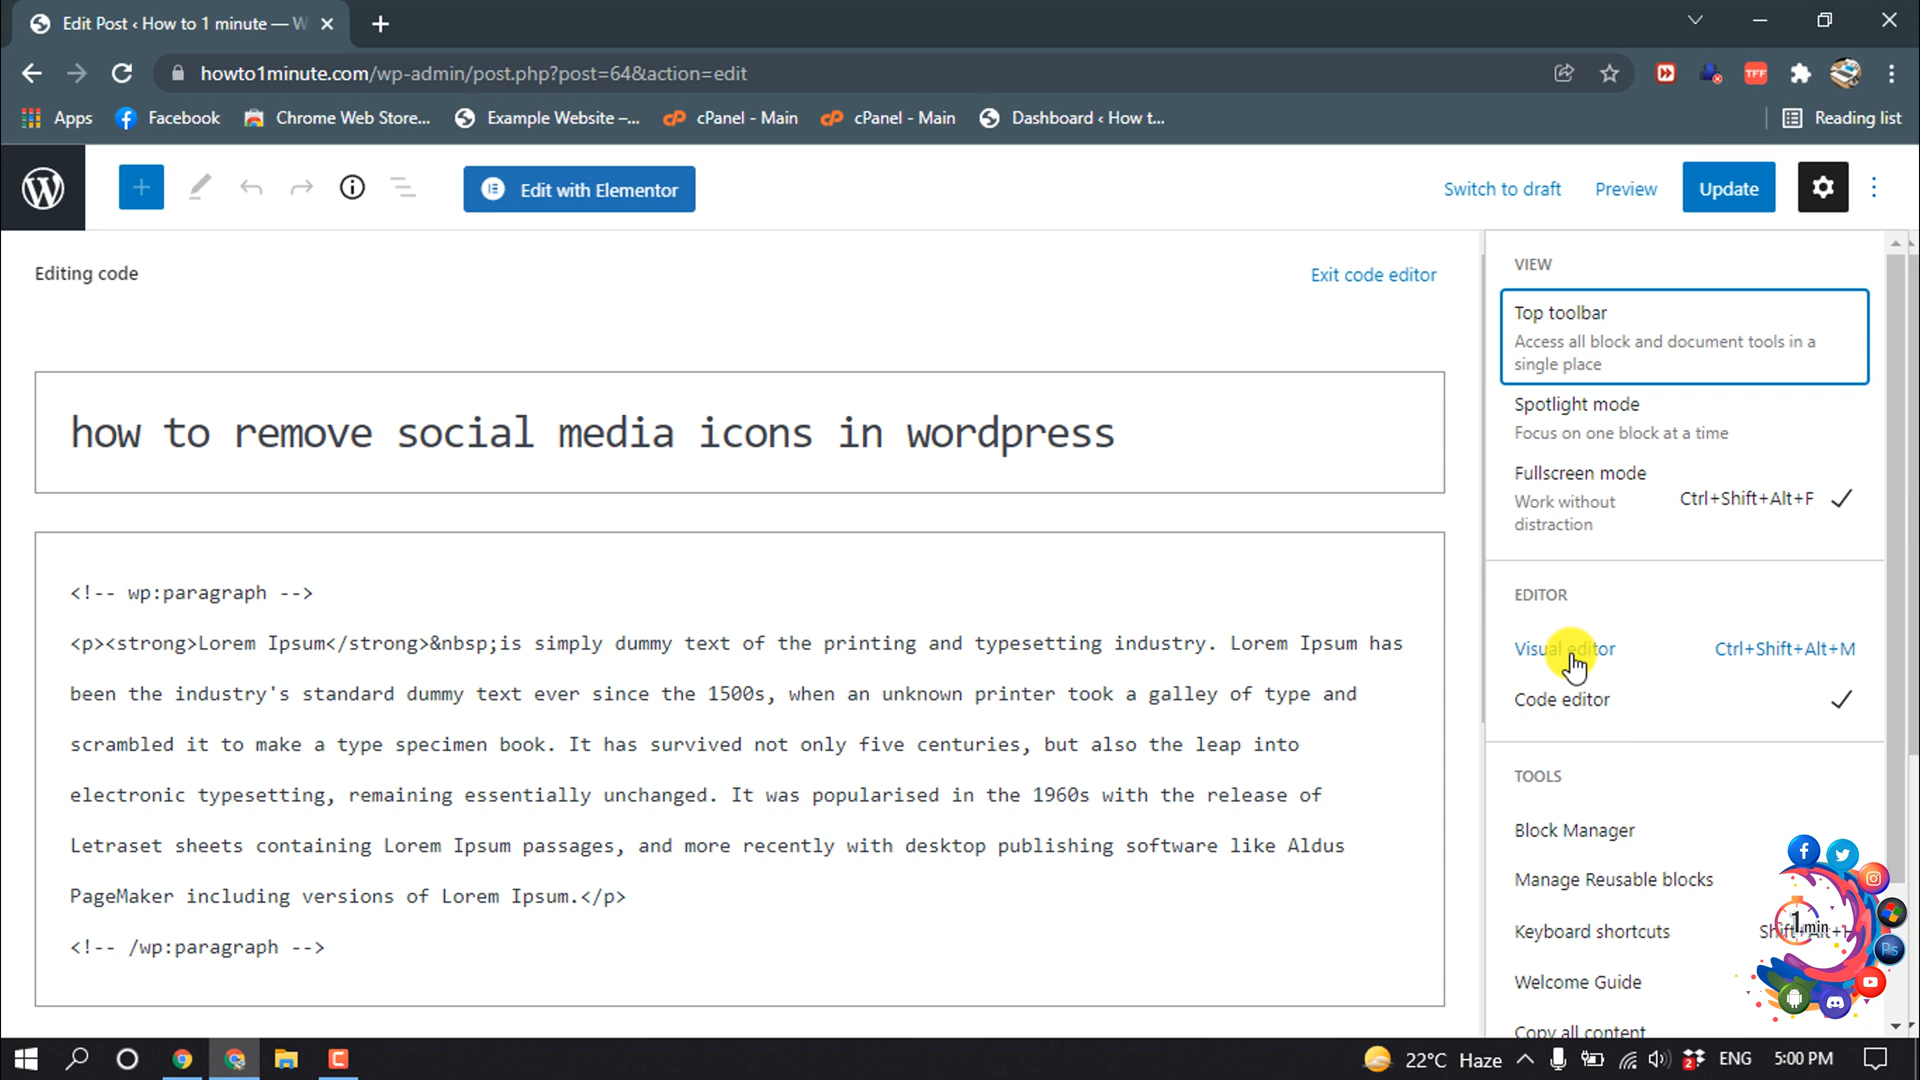 Edit Post ‹ How to 1 minute — W
howto1minute.com/wp-admin/post.php?post=64&action=edit
TFF
Apps
Facebook
Chrome Web Store...
Example Website –...
cPanel - Main
cPanel - Main
Dashboard ‹ How t...
Reading list
Edit with Elementor
Switch to draft
Preview
Update
Editing code
Exit code editor
how to remove social media icons in wordpress
<!-- wp:paragraph -->
<p><strong>Lorem Ipsum</strong>&nbsp;is simply dummy text of the printing and typesetting industry. Lorem Ipsum has
been the industry's standard dummy text ever since the 1500s, when an unknown printer took a galley of type and
scrambled it to make a type specimen book. It has survived not only five centuries, but also the leap into
electronic typesetting, remaining essentially unchanged. It was popularised in the 1960s with the release of
Letraset sheets containing Lorem Ipsum passages, and more recently with desktop publishing software like Aldus
PageMaker including versions of Lorem Ipsum.</p>
<!-- /wp:paragraph -->
VIEW
Top toolbar
Access all block and document tools in a
single place
Spotlight mode
Focus on one block at a time
Fullscreen mode
Work without
distraction
Ctrl+Shift+Alt+F
EDITOR
Visual editor
Ctrl+Shift+Alt+M
Code editor
TOOLS
Block Manager
Manage Reusable blocks
Keyboard shortcuts
Welcome Guide
Copy all content
1min
Ps
22°C Haze
2
ENG
5:00 PM